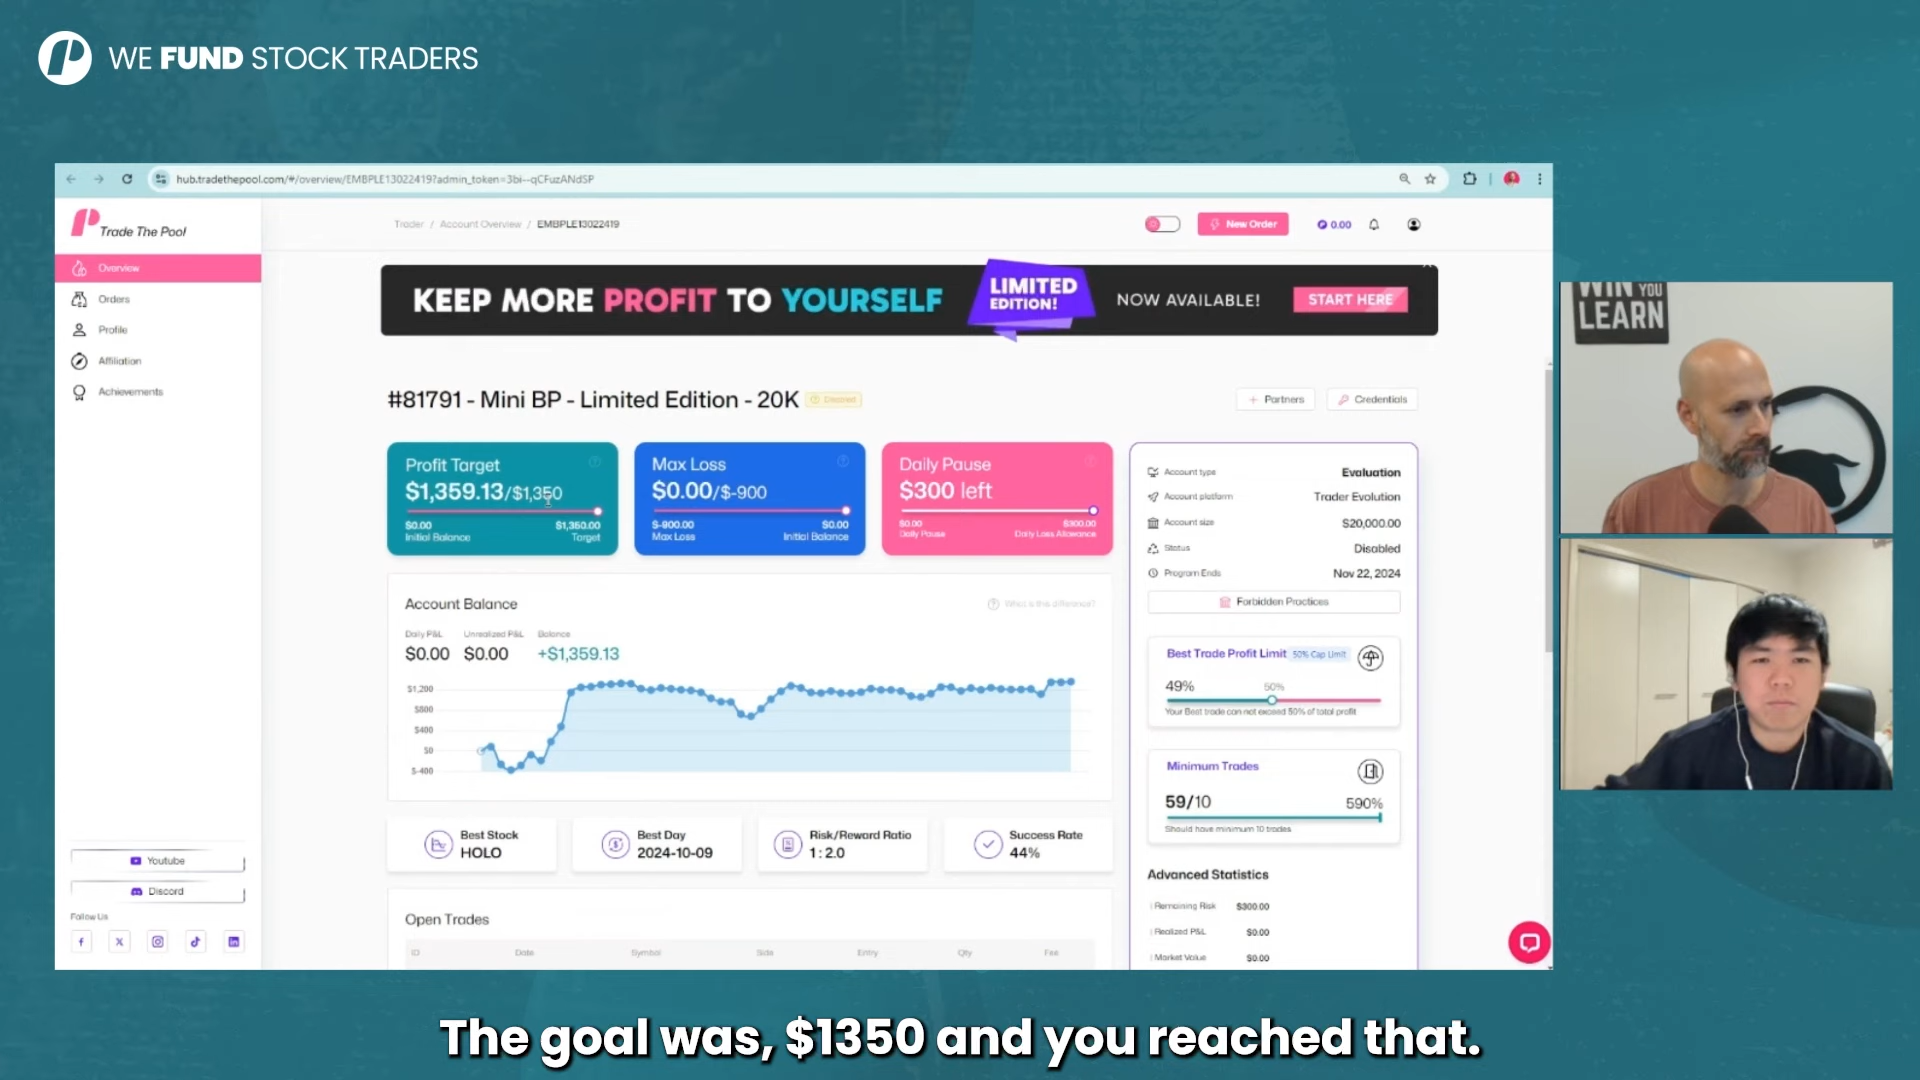 WE FUND STOCK TRADERS
hub.tradethepool.com/#/overview/EMBPLE13022419?admin_token=3bi--qCFuzANdSP
Trade The Pool
Trader / Account Overview / EMBPLE13022419
New Order
0.00
Overview
Orders
Profile
Affiliation
Achievements
KEEP MORE PROFIT TO YOURSELF
LIMITED
EDITION!
NOW AVAILABLE!
START HERE
WIN YOU
LEARN
#81791 - Mini BP - Limited Edition - 20K
Partners
Credentials
Profit Target
$1,359.13/$1,350
$0.00
Initial Balance
$1,350.00
Target
Max Loss
$0.00/$-900
$-900.00
Max Loss
$0.00
Initial Balance
Daily Pause
$300 left
$0.00
Daily Pause
$300.00
Daily Loss Allowance
Account type
Evaluation
Account platform
Trader Evolution
Account size
$20,000.00
Status
Disabled
Program Ends
Nov 22, 2024
Forbidden Practices
Account Balance
What is the difference?
Daily P&L
$0.00
Unrealized P&L
$0.00
Balance
+$1,359.13
$1,200
$800
$400
$0
$-400
Best Trade Profit Limit
50% Cap Limit
49%
50%
Your Best trade can not exceed 50% of total profit
Minimum Trades
59/10
590%
Should have minimum 10 trades
Best Stock
HOLO
Best Day
2024-10-09
Risk/Reward Ratio
1 : 2.0
Success Rate
44%
Advanced Statistics
Remaining Risk
$300.00
Realized P&L
$0.00
Market Value
$0.00
Open Trades
ID
Date
Symbol
Side
Entry
Qty
Fee
Youtube
Discord
Follow Us
The goal was, $1350 and you reached that.